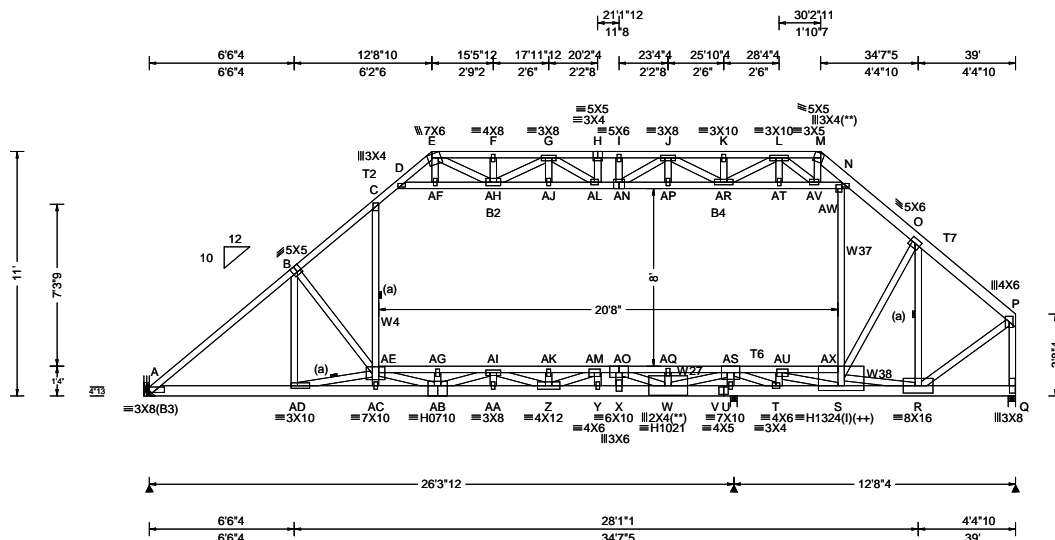 21'1"12
11"8
30'2"11
1'10"7
6'6"4
6'6"4
12'8"10
6'2"6
15'5"12
2'9"2
17'11"12
2'6"
20'2"4
2'2"8
23'4"4
2'2"8
25'10"4
2'6"
28'4"4
2'6"
34'7"5
4'4"10
39'
4'4"10
≡5X5
≡3X4
5X5
|||3X4(**)
7X6
≡4X8
≡3X8
≡5X6
≡3X8
≡3X10
≡3X10
≡3X5
E F G H I J K L M
|||3X4
D
N
T2
C
AF AH AJ AL AN AP AR AT AV
B2
B4
AW
5X6
O
T7
12
10
5X5
B
W37
11'
7'3"9
8'
(a)
(a)
|||4X6
P
20'8"
W4
A
AE AG AI AK AM AO AQ AS T6 AU AX
(a)
W27
W38
1'4"
4"13
≡3X8(B3)
AD AC AB AA Z Y X W V U T S R Q
≡3X10
≡7X10
≡H0710
≡3X8
≡4X12
≡6X10
|||2X4(**)
≡7X10
≡4X6
≡H1324(I)(++)
≡8X16
|||3X8
≡4X6
≡H1021
≡4X5
≡3X4
|||3X6
26'3"12
12'8"4
6'6"4
6'6"4
28'1"1
34'7"5
4'4"10
39'